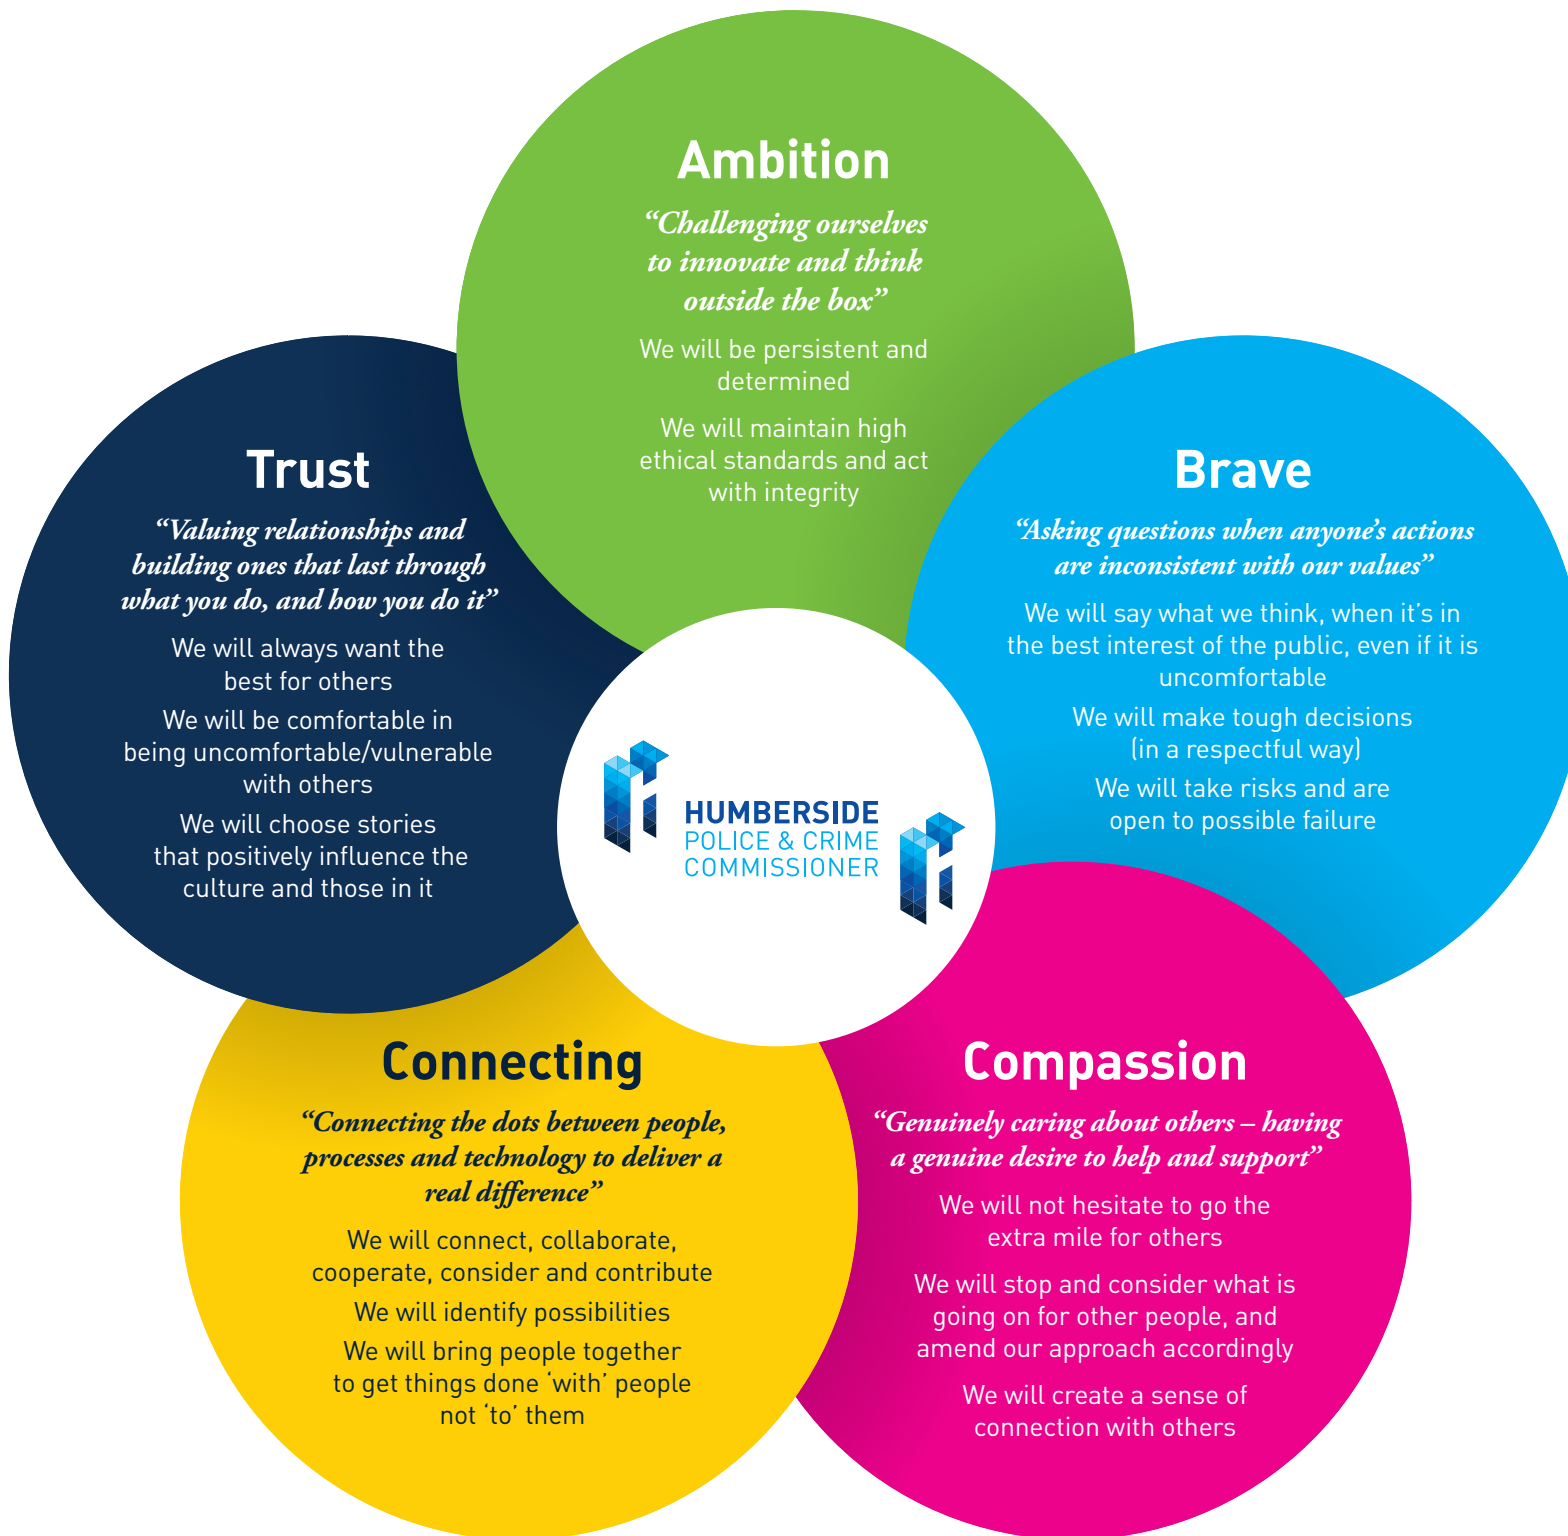 Ambition
“Challenging ourselves
to innovate and think
outside the box”
We will be persistent and
determined
We will maintain high
ethical standards and act
with integrity
Trust
“Valuing relationships and
building ones that last through
what you do, and how you do it”
We will always want the
best for others
We will be comfortable in
being uncomfortable/vulnerable
with others
We will choose stories
that positively influence the
culture and those in it
Brave
“Asking questions when anyone’s actions
are inconsistent with our values”
We will say what we think, when it’s in
the best interest of the public, even if it is
uncomfortable
We will make tough decisions
(in a respectful way)
We will take risks and are
open to possible failure
HUMBERSIDE
POLICE & CRIME
COMMISSIONER
Connecting
“Connecting the dots between people,
processes and technology to deliver a
real difference”
We will connect, collaborate,
cooperate, consider and contribute
We will identify possibilities
We will bring people together
to get things done ‘with’ people
not ‘to’ them
Compassion
“Genuinely caring about others – having
a genuine desire to help and support”
We will not hesitate to go the
extra mile for others
We will stop and consider what is
going on for other people, and
amend our approach accordingly
We will create a sense of
connection with others